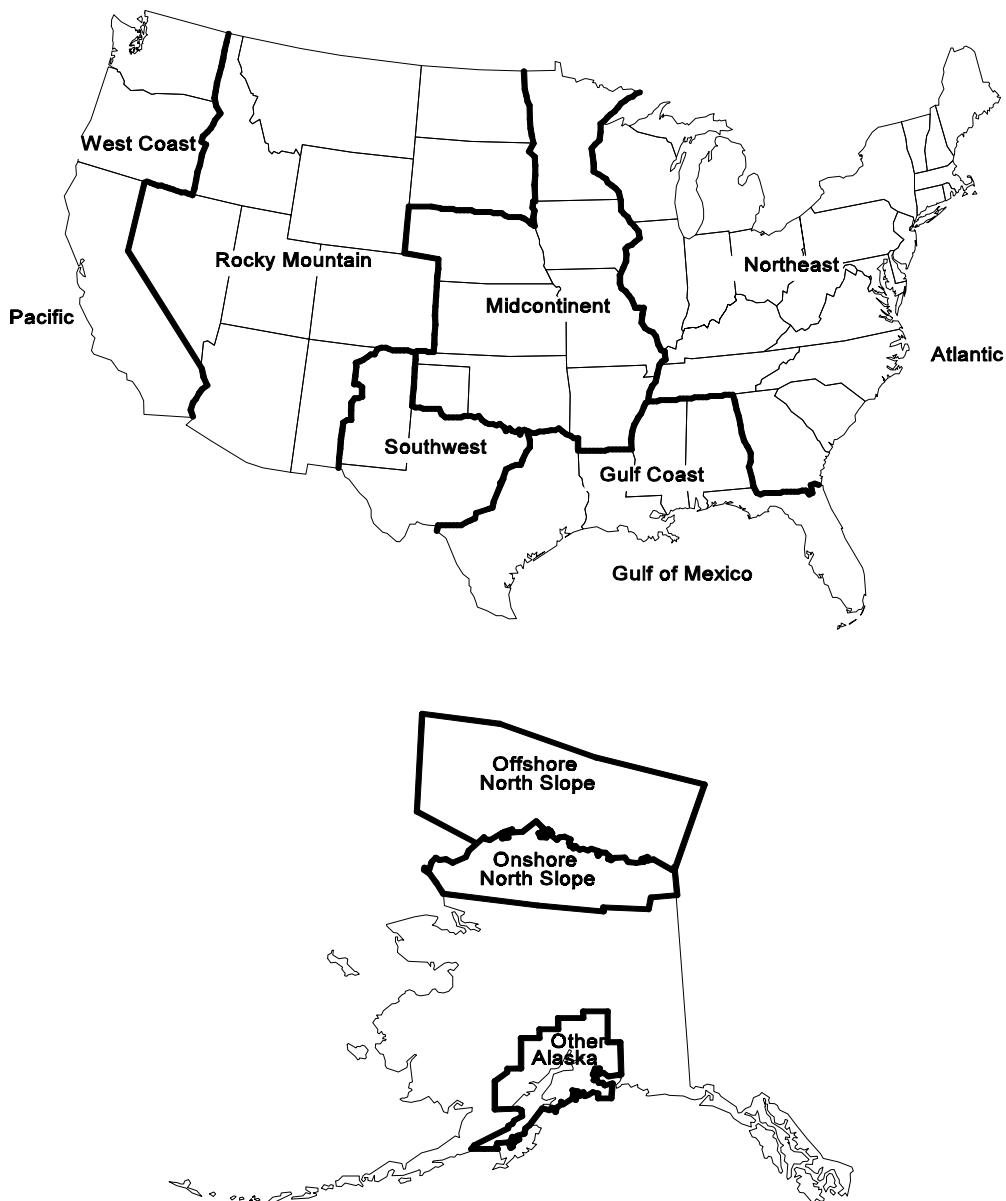 West Coast
Rocky Mountain
Northeast
Midcontinent
Pacific
Atlantic
Southwest
Gulf Coast
Gulf of Mexico
Offshore
North Slope
Onshore
North Slope
Other
Alaska